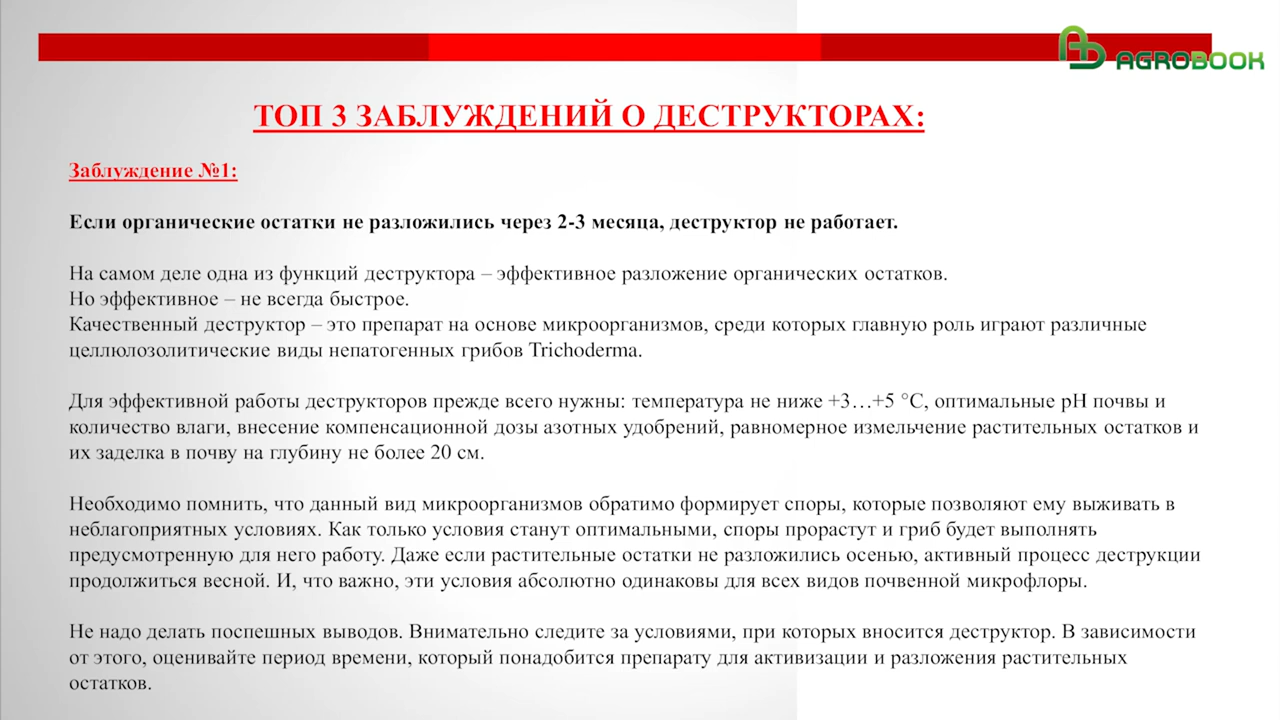 AGROBOOK
ТОП 3 ЗАБЛУЖДЕНИЙ О ДЕСТРУКТОРАХ:
Заблуждение №1:
Если органические остатки не разложились через 2-3 месяца, деструктор не работает.
На самом деле одна из функций деструктора – эффективное разложение органических остатков.
Но эффективное – не всегда быстрое.
Качественный деструктор – это препарат на основе микроорганизмов, среди которых главную роль играют различные
целлюлозолитические виды непатогенных грибов Trichoderma.
Для эффективной работы деструкторов прежде всего нужны: температура не ниже +3…+5 °С, оптимальные рН почвы и
количество влаги, внесение компенсационной дозы азотных удобрений, равномерное измельчение растительных остатков и
их заделка в почву на глубину не более 20 см.
Необходимо помнить, что данный вид микроорганизмов обратимо формирует споры, которые позволяют ему выживать в
неблагоприятных условиях. Как только условия станут оптимальными, споры прорастут и гриб будет выполнять
предусмотренную для него работу. Даже если растительные остатки не разложились осенью, активный процесс деструкции
продолжиться весной. И, что важно, эти условия абсолютно одинаковы для всех видов почвенной микрофлоры.
Не надо делать поспешных выводов. Внимательно следите за условиями, при которых вносится деструктор. В зависимости
от этого, оценивайте период времени, который понадобится препарату для активизации и разложения растительных
остатков.